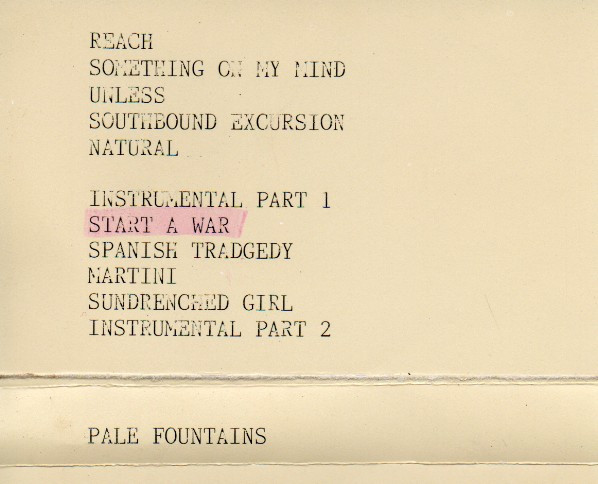 REACH
SOMETHING ON MY MIND
UNLESS
SOUTHBOUND EXCURSION
NATURAL
INSTRUMENTAL PART 1
START A WAR
SPANISH TRADGEDY
MARTINI
SUNDRENCHED GIRL
INSTRUMENTAL PART 2
PALE FOUNTAINS